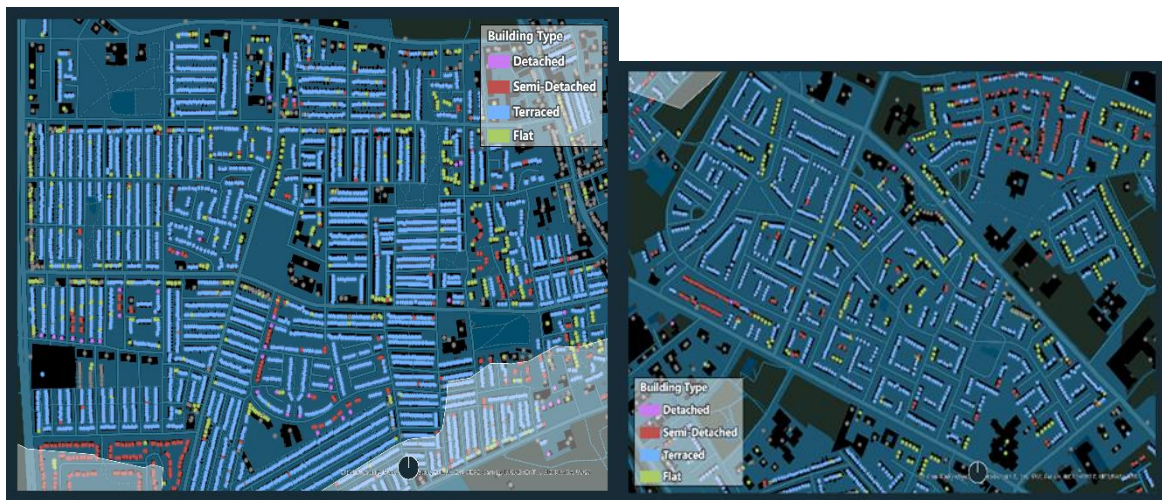 Building Type
Detached
Semi-Detached
Terraced
Flat
Building Type
Detached
Semi-Detached
Terraced
Flat